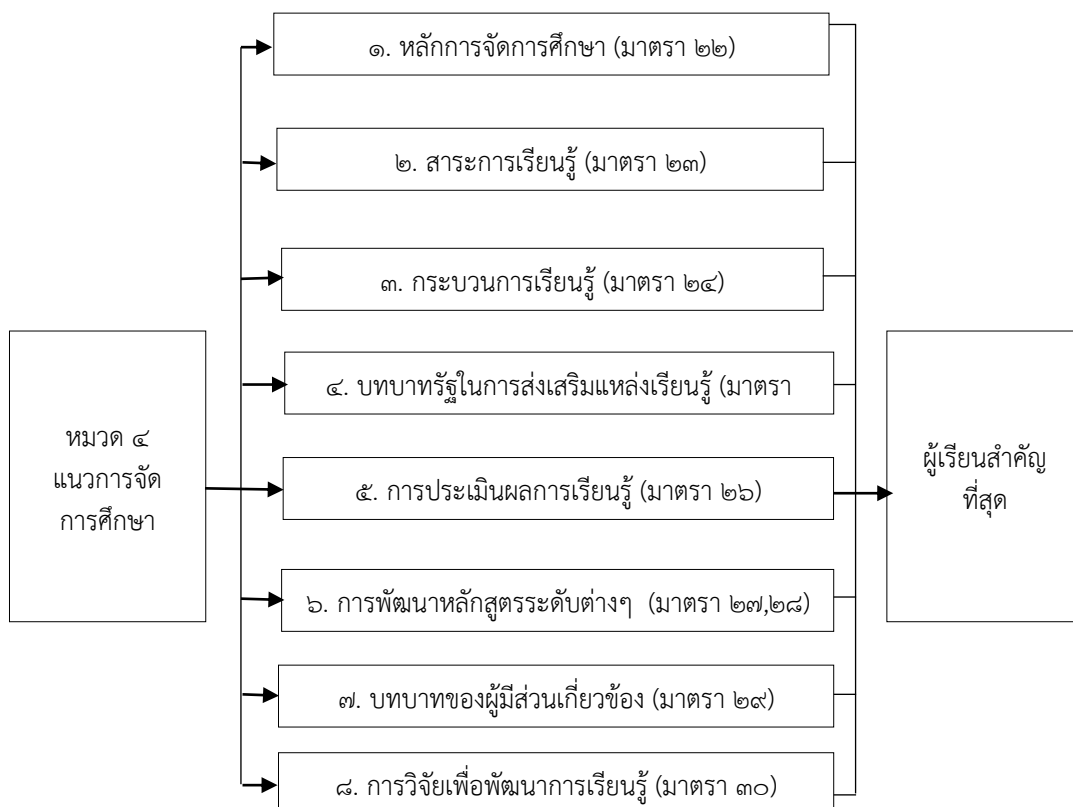 ๑. หลักการจัดการศึกษา (มาตรา ๒๒)
๒. สาระการเรียนรู้ (มาตรา ๒๓)
๓. กระบวนการเรียนรู้ (มาตรา ๒๔)
๔. บทบาทรัฐในการส่งเสริมแหล่งเรียนรู้ (มาตรา
หมวด ๔
แนวการจัด
การศึกษา
๕. การประเมินผลการเรียนรู้ (มาตรา ๒๖)
ผู้เรียนสำคัญ
ที่สุด
๖. การพัฒนาหลักสูตรระดับต่างๆ (มาตรา ๒๗,๒๘)
๗. บทบาทของผู้มีส่วนเกี่ยวข้อง (มาตรา ๒๙)
๘. การวิจัยเพื่อพัฒนาการเรียนรู้ (มาตรา ๓๐)